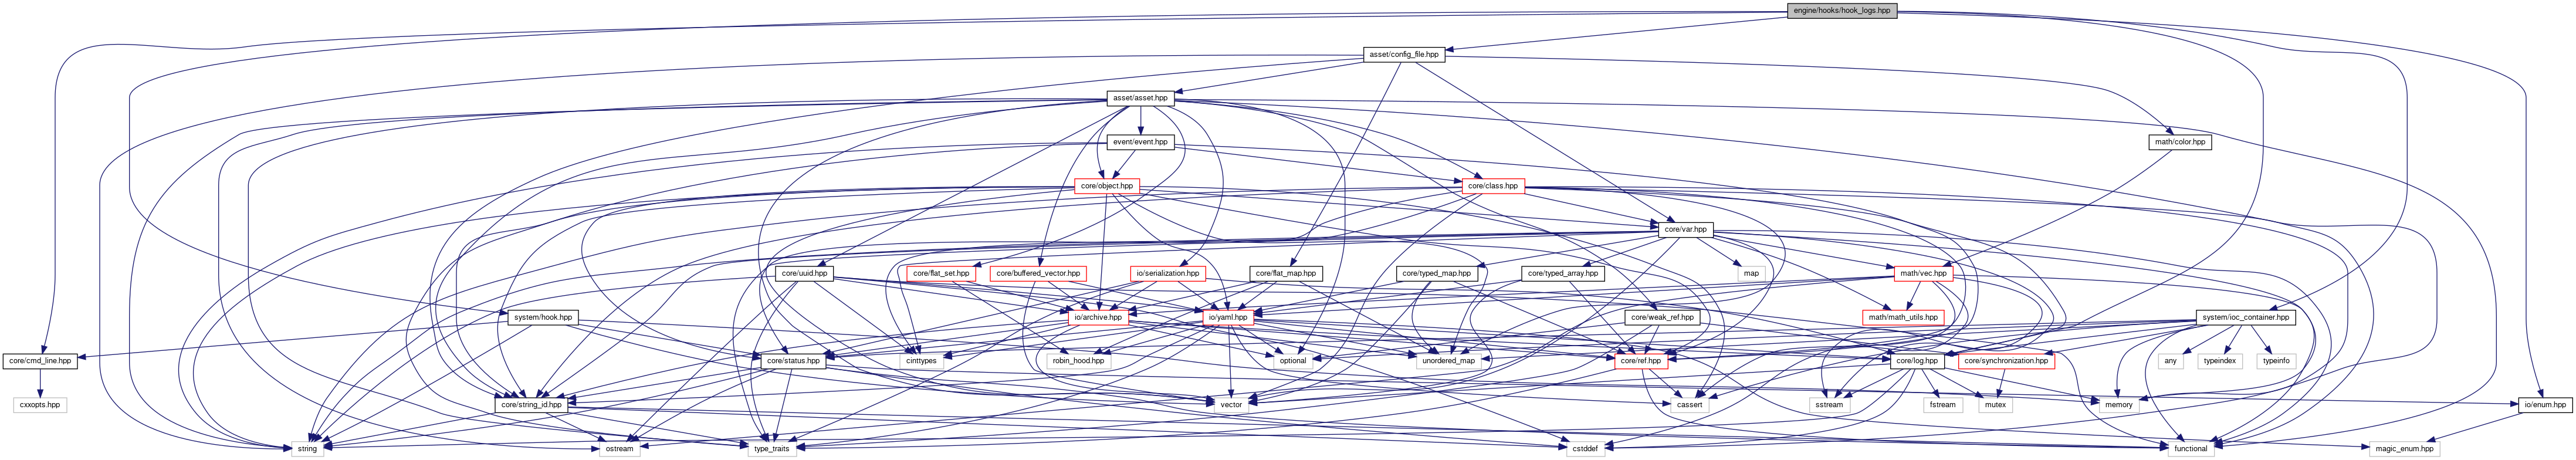 engine/hooks/hook_logs.hpp
asset/config_file.hpp
asset/asset.hpp
event/event.hpp
math/color.hpp
core/object.hpp
core/class.hpp
core/var.hpp
core/uuid.hpp
core/flat_set.hpp
core/buffered_vector.hpp
io/serialization.hpp
core/flat_map.hpp
core/typed_map.hpp
core/typed_array.hpp
map
math/vec.hpp
system/hook.hpp
io/archive.hpp
io/yaml.hpp
core/weak_ref.hpp
math/math_utils.hpp
system/ioc_container.hpp
core/cmd_line.hpp
core/status.hpp
cinttypes
robin_hood.hpp
optional
unordered_map
core/ref.hpp
core/log.hpp
core/synchronization.hpp
any
typeindex
typeinfo
cxxopts.hpp
core/string_id.hpp
vector
cassert
sstream
fstream
mutex
memory
io/enum.hpp
string
ostream
type_traits
cstddef
functional
magic_enum.hpp